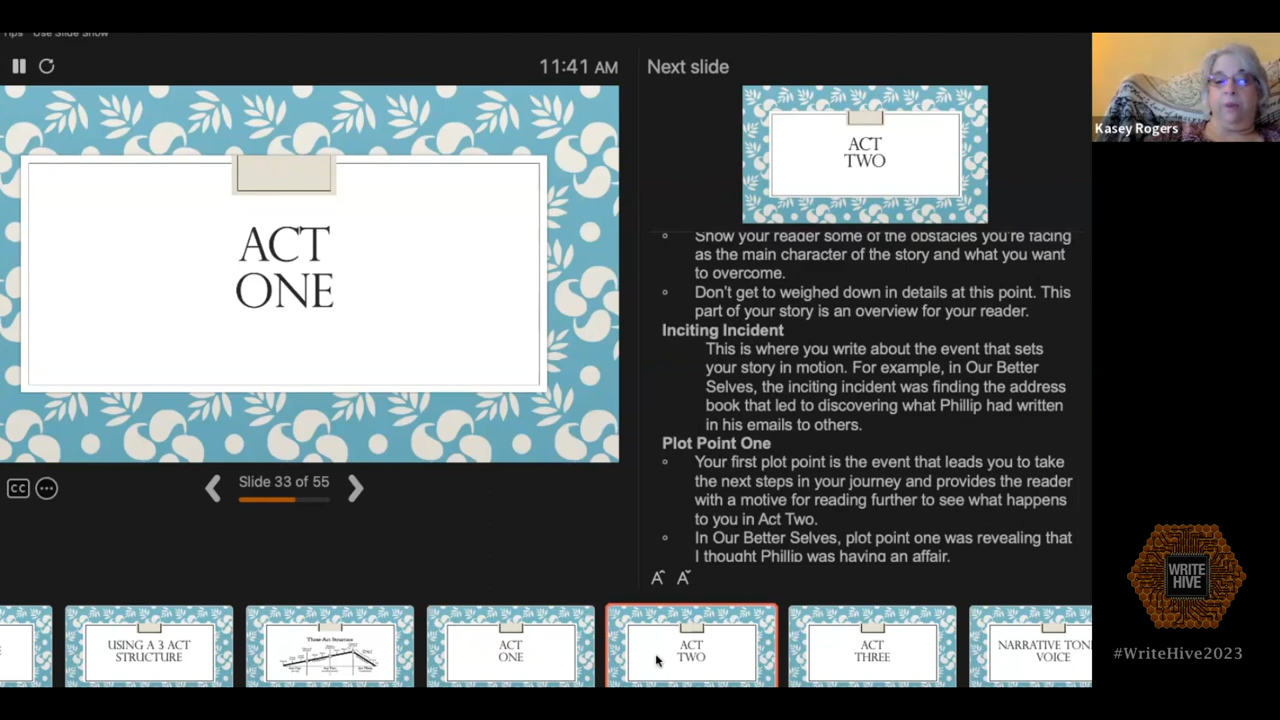 Tips Use Slide Show
11:41 AM
Next slide
ACT
ONE
ACT
TWO
Kasey Rogers
Show your reader some of the obstacles you're facing
as the main character of the story and what you want
to overcome.
Don't get to weighed down in details at this point. This
part of your story is an overview for your reader.
Inciting Incident
This is where you write about the event that sets
your story in motion. For example, in Our Better
Selves, the inciting incident was finding the address
book that led to discovering what Phillip had written
in his emails to others.
Plot Point One
Your first plot point is the event that leads you to take
the next steps in your journey and provides the reader
with a motive for reading further to see what happens
to you in Act Two.
In Our Better Selves, plot point one was revealing that
I thought Phillip was having an affair.
CC
Slide 33 of 55
A A
USING A 3 ACT
STRUCTURE
Three-Act Structure
ACT
ONE
ACT
TWO
ACT
THREE
NARRATIVE TON
VOICE
WRITE
HIVE
#WriteHive2023